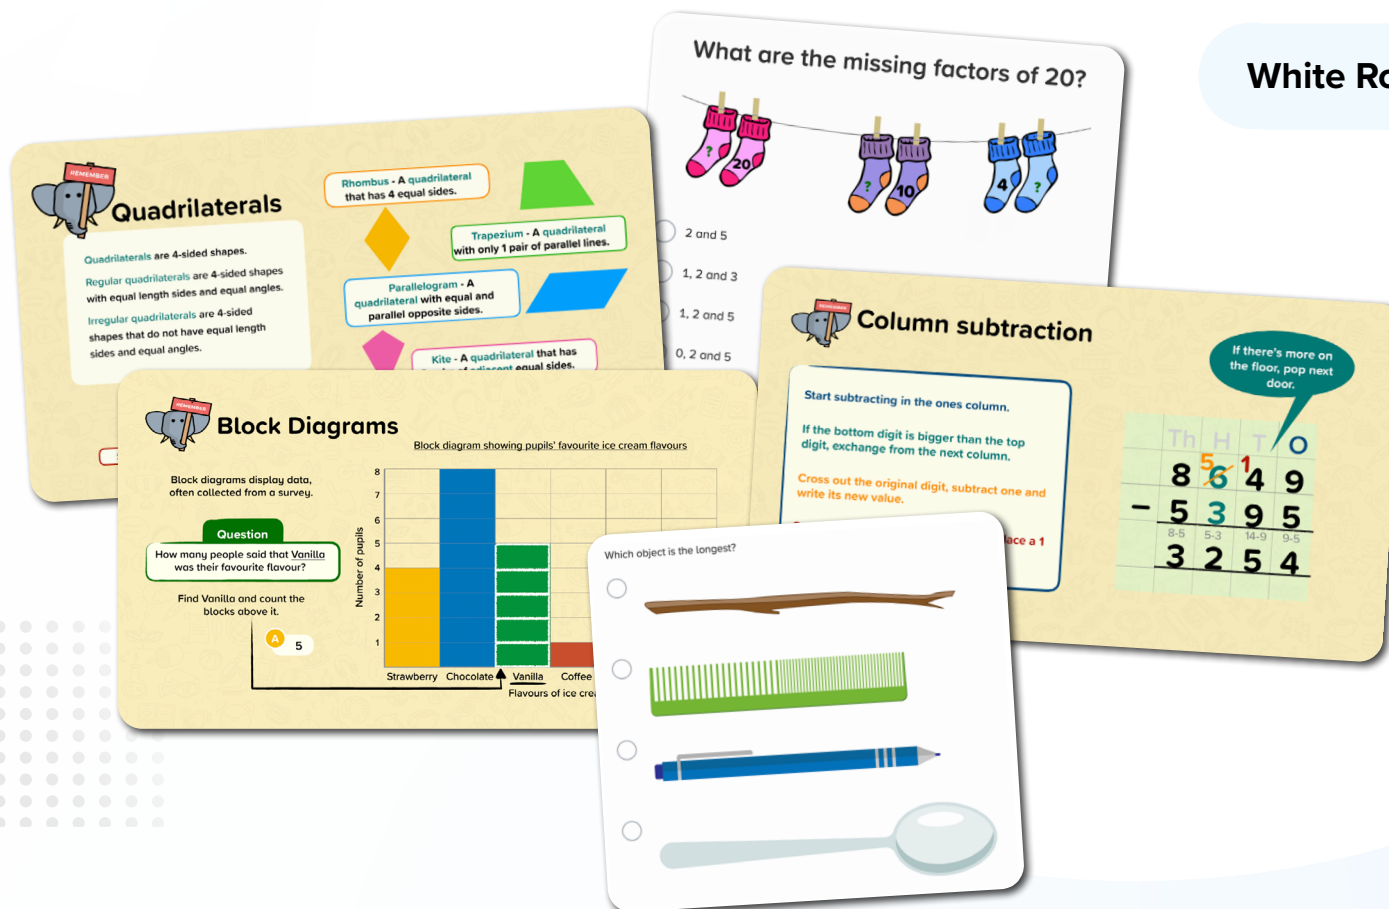 White Ro
What are the missing factors of 20?
?
20
?
10
4
?
2 and 5
1, 2 and 3
1, 2 and 5
0, 2 and 5
REMEMBER
Quadrilaterals
Quadrilaterals are 4-sided shapes.
Regular quadrilaterals are 4-sided shapes
with equal length sides and equal angles.
Irregular quadrilaterals are 4-sided
shapes that do not have equal length
sides and equal angles.
Rhombus - A quadrilateral
that has 4 equal sides.
Trapezium - A quadrilateral
with only 1 pair of parallel lines.
Parallelogram - A
quadrilateral with equal and
parallel opposite sides.
Kite - A quadrilateral that has
adjacent equal sides.
REMEMBER
Column subtraction
If there's more on
the floor, pop next
door.
Start subtracting in the ones column.
If the bottom digit is bigger than the top
digit, exchange from the next column.
Cross out the original digit, subtract one and
write its new value.
lace a 1
Th H T O
5 1
8 6 4 9
− 5 3 9 5
8-5 5-3 14-9 9-5
3 2 5 4
REMEMBER
Block Diagrams
Block diagram showing pupils' favourite ice cream flavours
Block diagrams display data,
often collected from a survey.
Question
How many people said that Vanilla
was their favourite flavour?
Find Vanilla and count the
blocks above it.
A 5
Number of pupils
8
7
6
5
4
3
2
1
Strawberry Chocolate Vanilla Coffee
Flavours of ice crea
Which object is the longest?